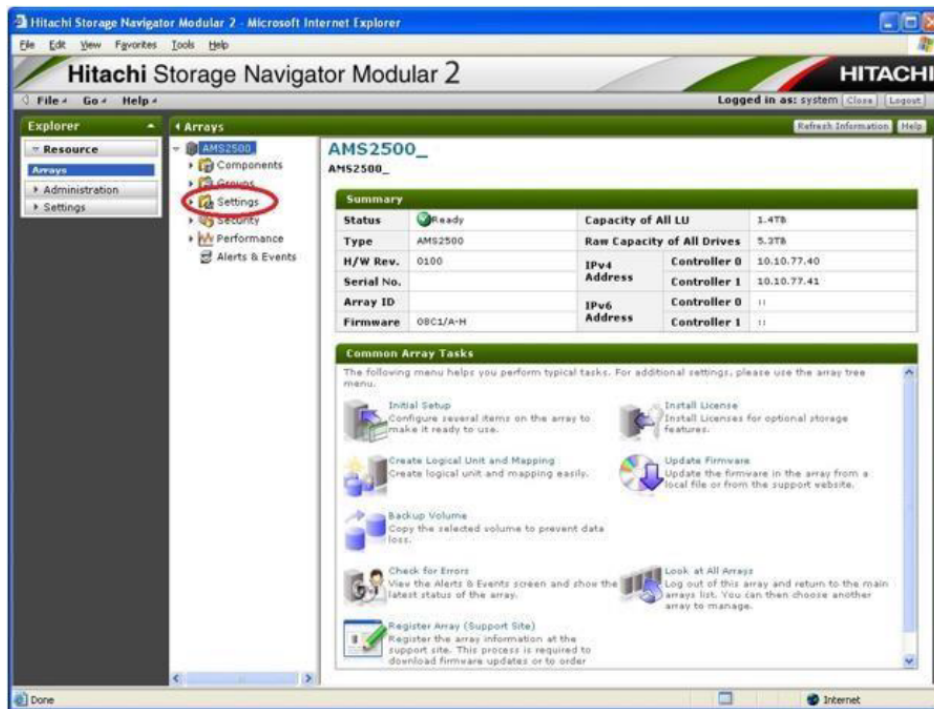 Hitachi Storage Navigator Modular 2 - Microsoft Internet Explorer
File Edit View Favorites Tools Help
Hitachi Storage Navigator Modular 2
HITACHI
File Go Help
Logged in as: system Close Logout
Explorer
Arrays
Refresh Information Help
Resource
Arrays
Administration
Settings
AMS2500_
Components
Groups
Settings
Security
Performance
Alerts & Events
AMS2500_
AMS2500_
Summary
Status Ready Capacity of All LU 1.4TB
Type AMS2500 Raw Capacity of All Drives 5.3TB
H/W Rev. 0100 IPv4 Address Controller 0 10.10.77.40
Serial No. Controller 1 10.10.77.41
Array ID IPv6 Address Controller 0 ::
Firmware 08C1/A-H Controller 1 ::
Common Array Tasks
The following menu helps you perform typical tasks. For additional settings, please use the array tree
menu.
Initial Setup
Configure several items on the array to
make it ready to use.
Install License
Install Licenses for optional storage
features.
Create Logical Unit and Mapping
Create logical unit and mapping easily.
Update Firmware
Update the firmware in the array from a
local file or from the support website.
Backup Volume
Copy the selected volume to prevent data
loss.
Check for Errors
View the Alerts & Events screen and show the
latest status of the array.
Look at All Arrays
Log out of this array and return to the main
arrays list. You can then choose another
array to manage.
Register Array (Support Site)
Register the array information at the
support site. This process is required to
download firmware updates or to order
Done
Internet